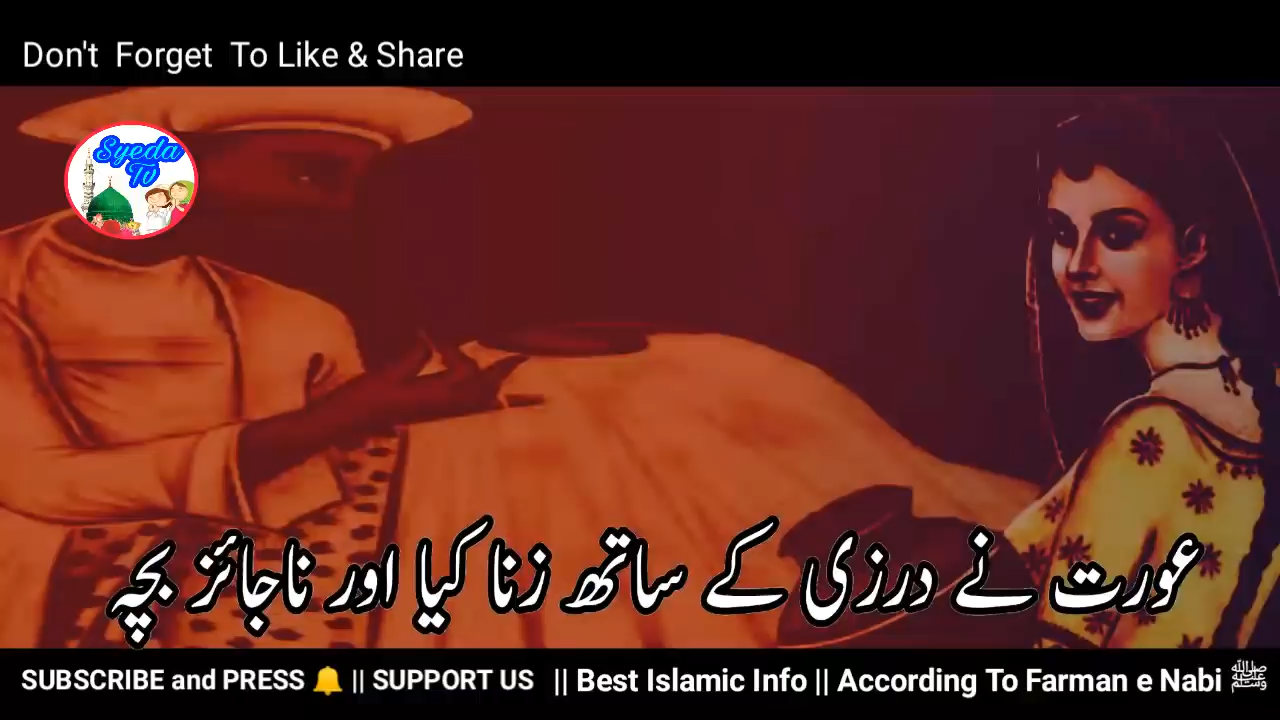 Don't Forget To Like & Share
Syeda
Tv
عورت نے درزی کے ساتھ زنا کیا اور ناجائز بچہ
SUBSCRIBE and PRESS 🔔 || SUPPORT US || Best Islamic Info || According To Farman e Nabi ﷺ